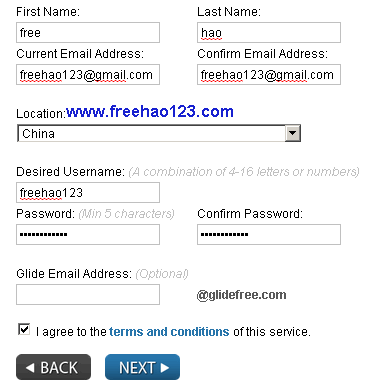 First Name: Last Name:
free hao
Current Email Address: Confirm Email Address:
freehao123@gmail.com freehao123@gmail.com
Location:www.freehao123.com
China
Desired Username: (A combination of 4-16 letters or numbers)
freehao123
Password: (Min 5 characters) Confirm Password:
•••••••••••• ••••••••••••
Glide Email Address: (Optional)
@glidefree.com
I agree to the terms and conditions of this service.
BACK NEXT